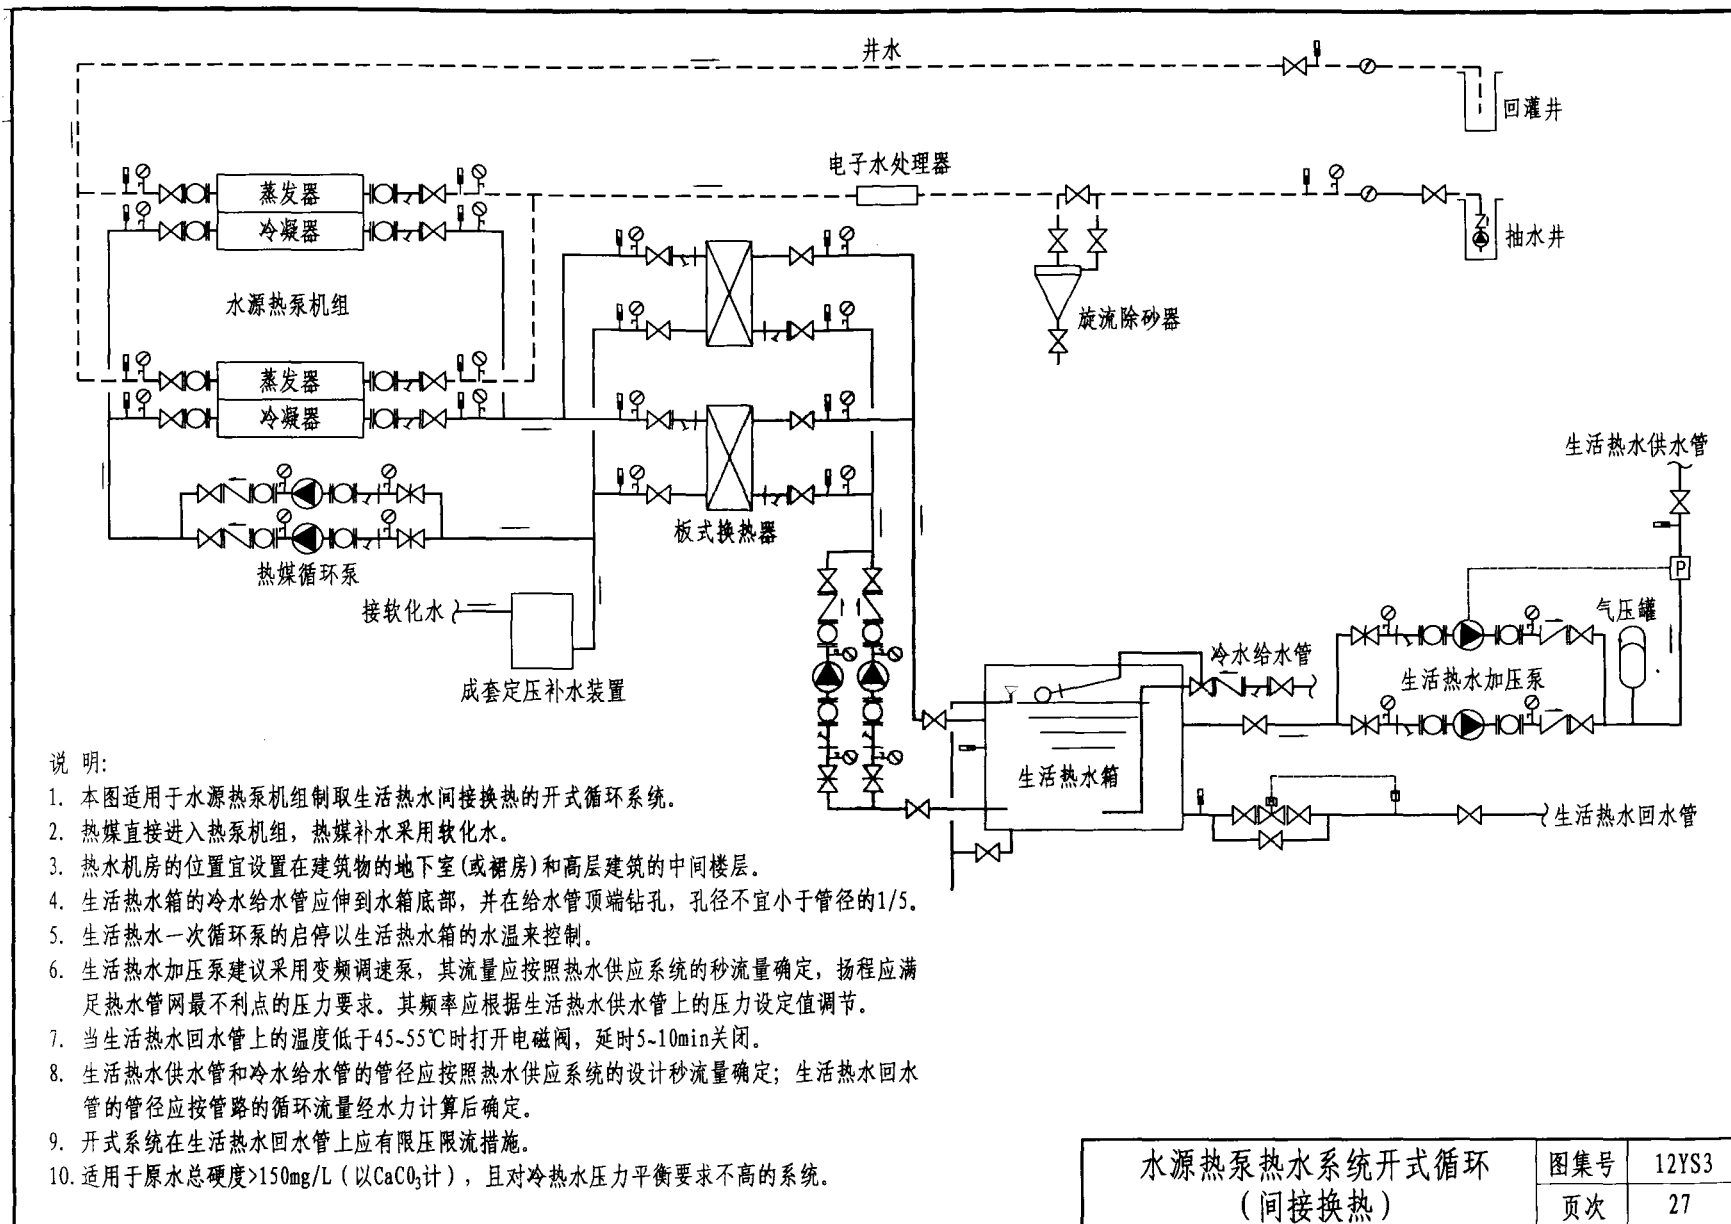 井水
回灌井
电子水处理器
蒸发器
冷凝器
抽水井
水源热泵机组
旋流除砂器
蒸发器
冷凝器
生活热水供水管
板式换热器
热媒循环泵
P
接软化水
气压罐
冷水给水管
成套定压补水装置
生活热水加压泵
生活热水箱
生活热水回水管
说 明:
1. 本图适用于水源热泵机组制取生活热水间接换热的开式循环系统。
2. 热媒直接进入热泵机组，热媒补水采用软化水。
3. 热水机房的位置宜设置在建筑物的地下室(或裙房)和高层建筑的中间楼层。
4. 生活热水箱的冷水给水管应伸到水箱底部，并在给水管顶端钻孔，孔径不宜小于管径的1/5。
5. 生活热水一次循环泵的启停以生活热水箱的水温来控制。
6. 生活热水加压泵建议采用变频调速泵，其流量应按照热水供应系统的秒流量确定，扬程应满
足热水管网最不利点的压力要求。其频率应根据生活热水供水管上的压力设定值调节。
7. 当生活热水回水管上的温度低于45~55℃时打开电磁阀，延时5~10min关闭。
8. 生活热水供水管和冷水给水管的管径应按照热水供应系统的设计秒流量确定；生活热水回水
管的管径应按管路的循环流量经水力计算后确定。
9. 开式系统在生活热水回水管上应有限压限流措施。
10. 适用于原水总硬度>150mg/L（以CaCO₃计），且对冷热水压力平衡要求不高的系统。
水源热泵热水系统开式循环
（间接换热）
图集号 12YS3
页次 27